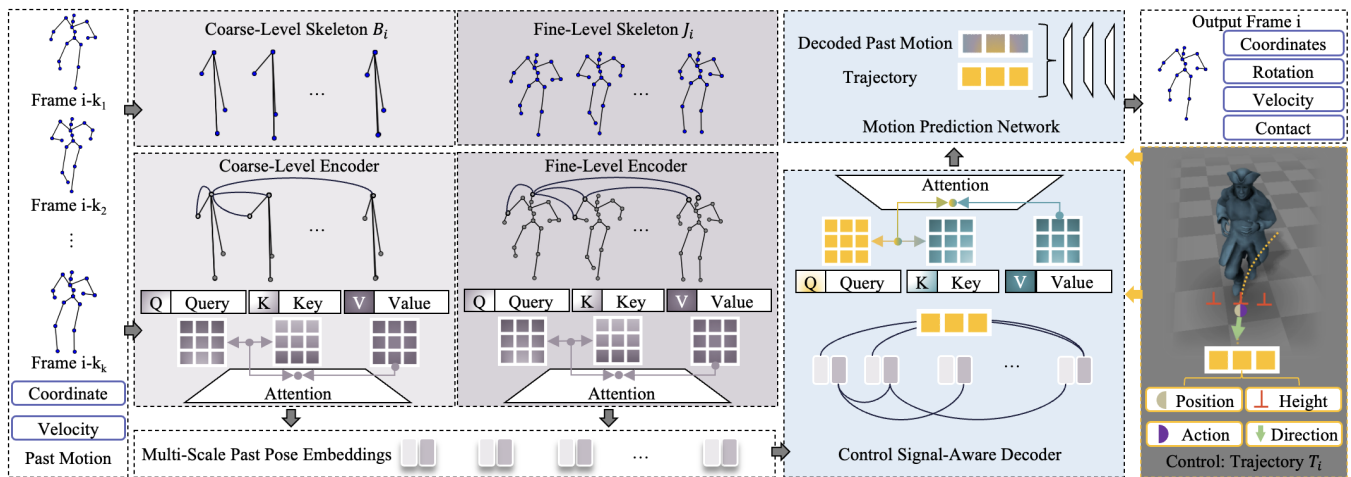 Frame i-k₁
Frame i-k₂
⋮
Frame i-kₖ
Coordinate
Velocity
Past Motion
Coarse-Level Skeleton Bᵢ
...
Fine-Level Skeleton Jᵢ
...
Coarse-Level Encoder
...
Q Query K Key V Value
Attention
Fine-Level Encoder
...
Q Query K Key V Value
Attention
Multi-Scale Past Pose Embeddings ...
Decoded Past Motion
Trajectory
Motion Prediction Network
Attention
Q Query K Key V Value
...
Control Signal-Aware Decoder
Output Frame i
Coordinates
Rotation
Velocity
Contact
Position
Height
Action
Direction
Control: Trajectory Tᵢ